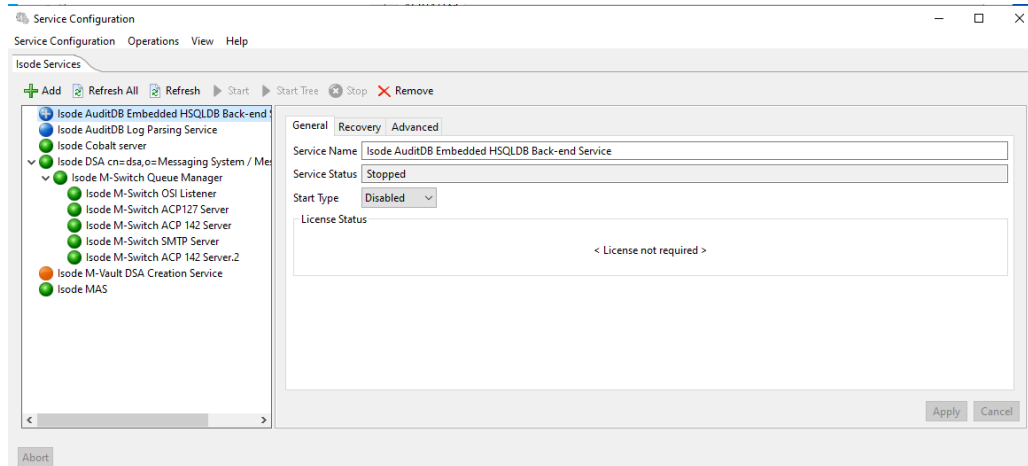 Service Configuration
Service Configuration Operations View Help
Isode Services
Add Refresh All Refresh Start Start Tree Stop Remove
Isode AuditDB Embedded HSQLDB Back-end
Isode AuditDB Log Parsing Service
Isode Cobalt server
Isode DSA cn=dsa,o=Messaging System /
Isode M-Switch Queue Manager
Isode M-Switch OSI Listener
Isode M-Switch ACP127 Server
Isode M-Switch ACP 142 Server
Isode M-Switch SMTP Server
Isode M-Switch ACP 142 Server.2
Isode M-Vault DSA Creation Service
Isode MAS
General Recovery Advanced
Service Name Isode AuditDB Embedded HSQLDB Back-end Service
Service Status Stopped
Start Type Disabled
License Status
< License not required >
Apply Cancel
Abort